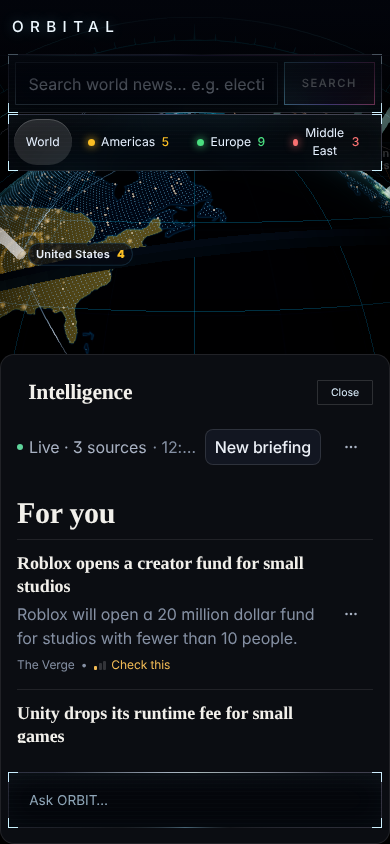 ORBITAL
Search world news... e.g. electi
SEARCH
World
Americas 5
Europe 9
Middle
East
3
United States 4
Intelligence
Close
Live · 3 sources · 12:...
New briefing
...
For you
Roblox opens a creator fund for small
studios
Roblox will open a 20 million dollar fund
for studios with fewer than 10 people.
...
The Verge • Check this
Unity drops its runtime fee for small
games
Ask ORBIT...